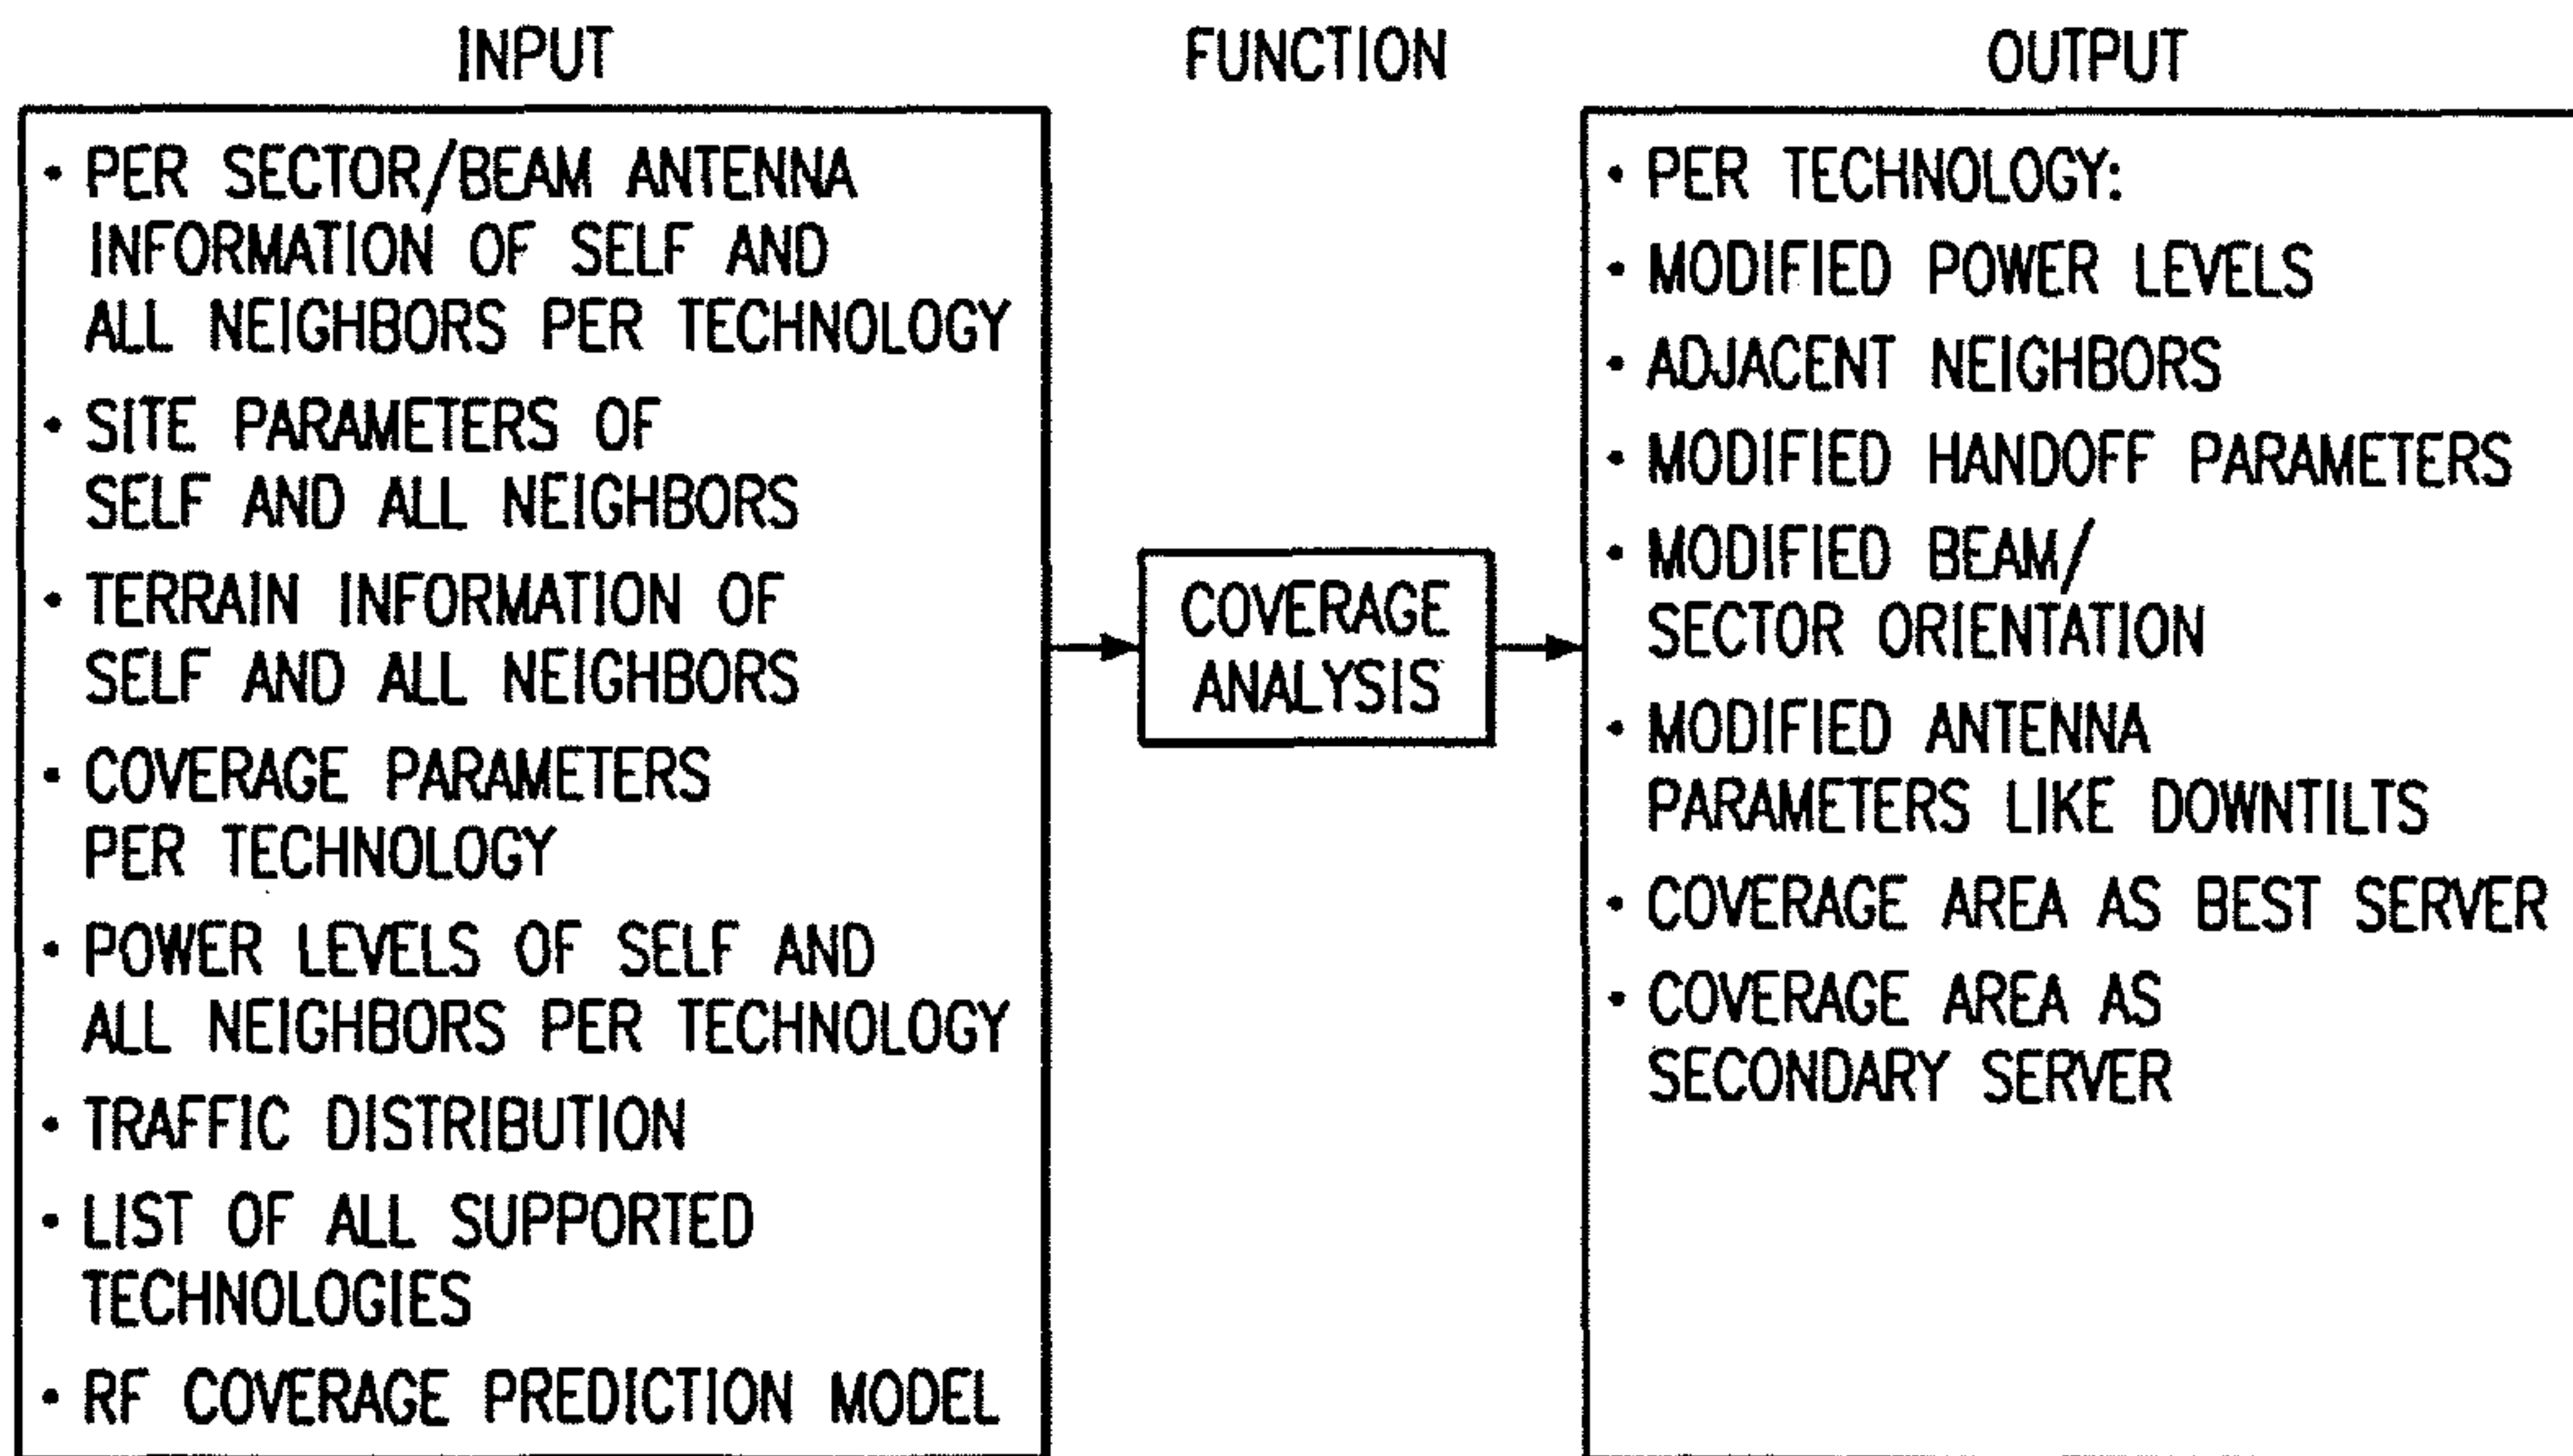 INPUT
• PER SECTOR/BEAM ANTENNA
INFORMATION OF SELF AND
ALL NEIGHBORS PER TECHNOLOGY
• SITE PARAMETERS OF
SELF AND ALL NEIGHBORS
• TERRAIN INFORMATION OF
SELF AND ALL NEIGHBORS
• COVERAGE PARAMETERS
PER TECHNOLOGY
• POWER LEVELS OF SELF AND
ALL NEIGHBORS PER TECHNOLOGY
• TRAFFIC DISTRIBUTION
• LIST OF ALL SUPPORTED
TECHNOLOGIES
• RF COVERAGE PREDICTION MODEL
FUNCTION
COVERAGE
ANALYSIS
OUTPUT
• PER TECHNOLOGY:
• MODIFIED POWER LEVELS
• ADJACENT NEIGHBORS
• MODIFIED HANDOFF PARAMETERS
• MODIFIED BEAM/
SECTOR ORIENTATION
• MODIFIED ANTENNA
PARAMETERS LIKE DOWNTILTS
• COVERAGE AREA AS BEST SERVER
• COVERAGE AREA AS
SECONDARY SERVER